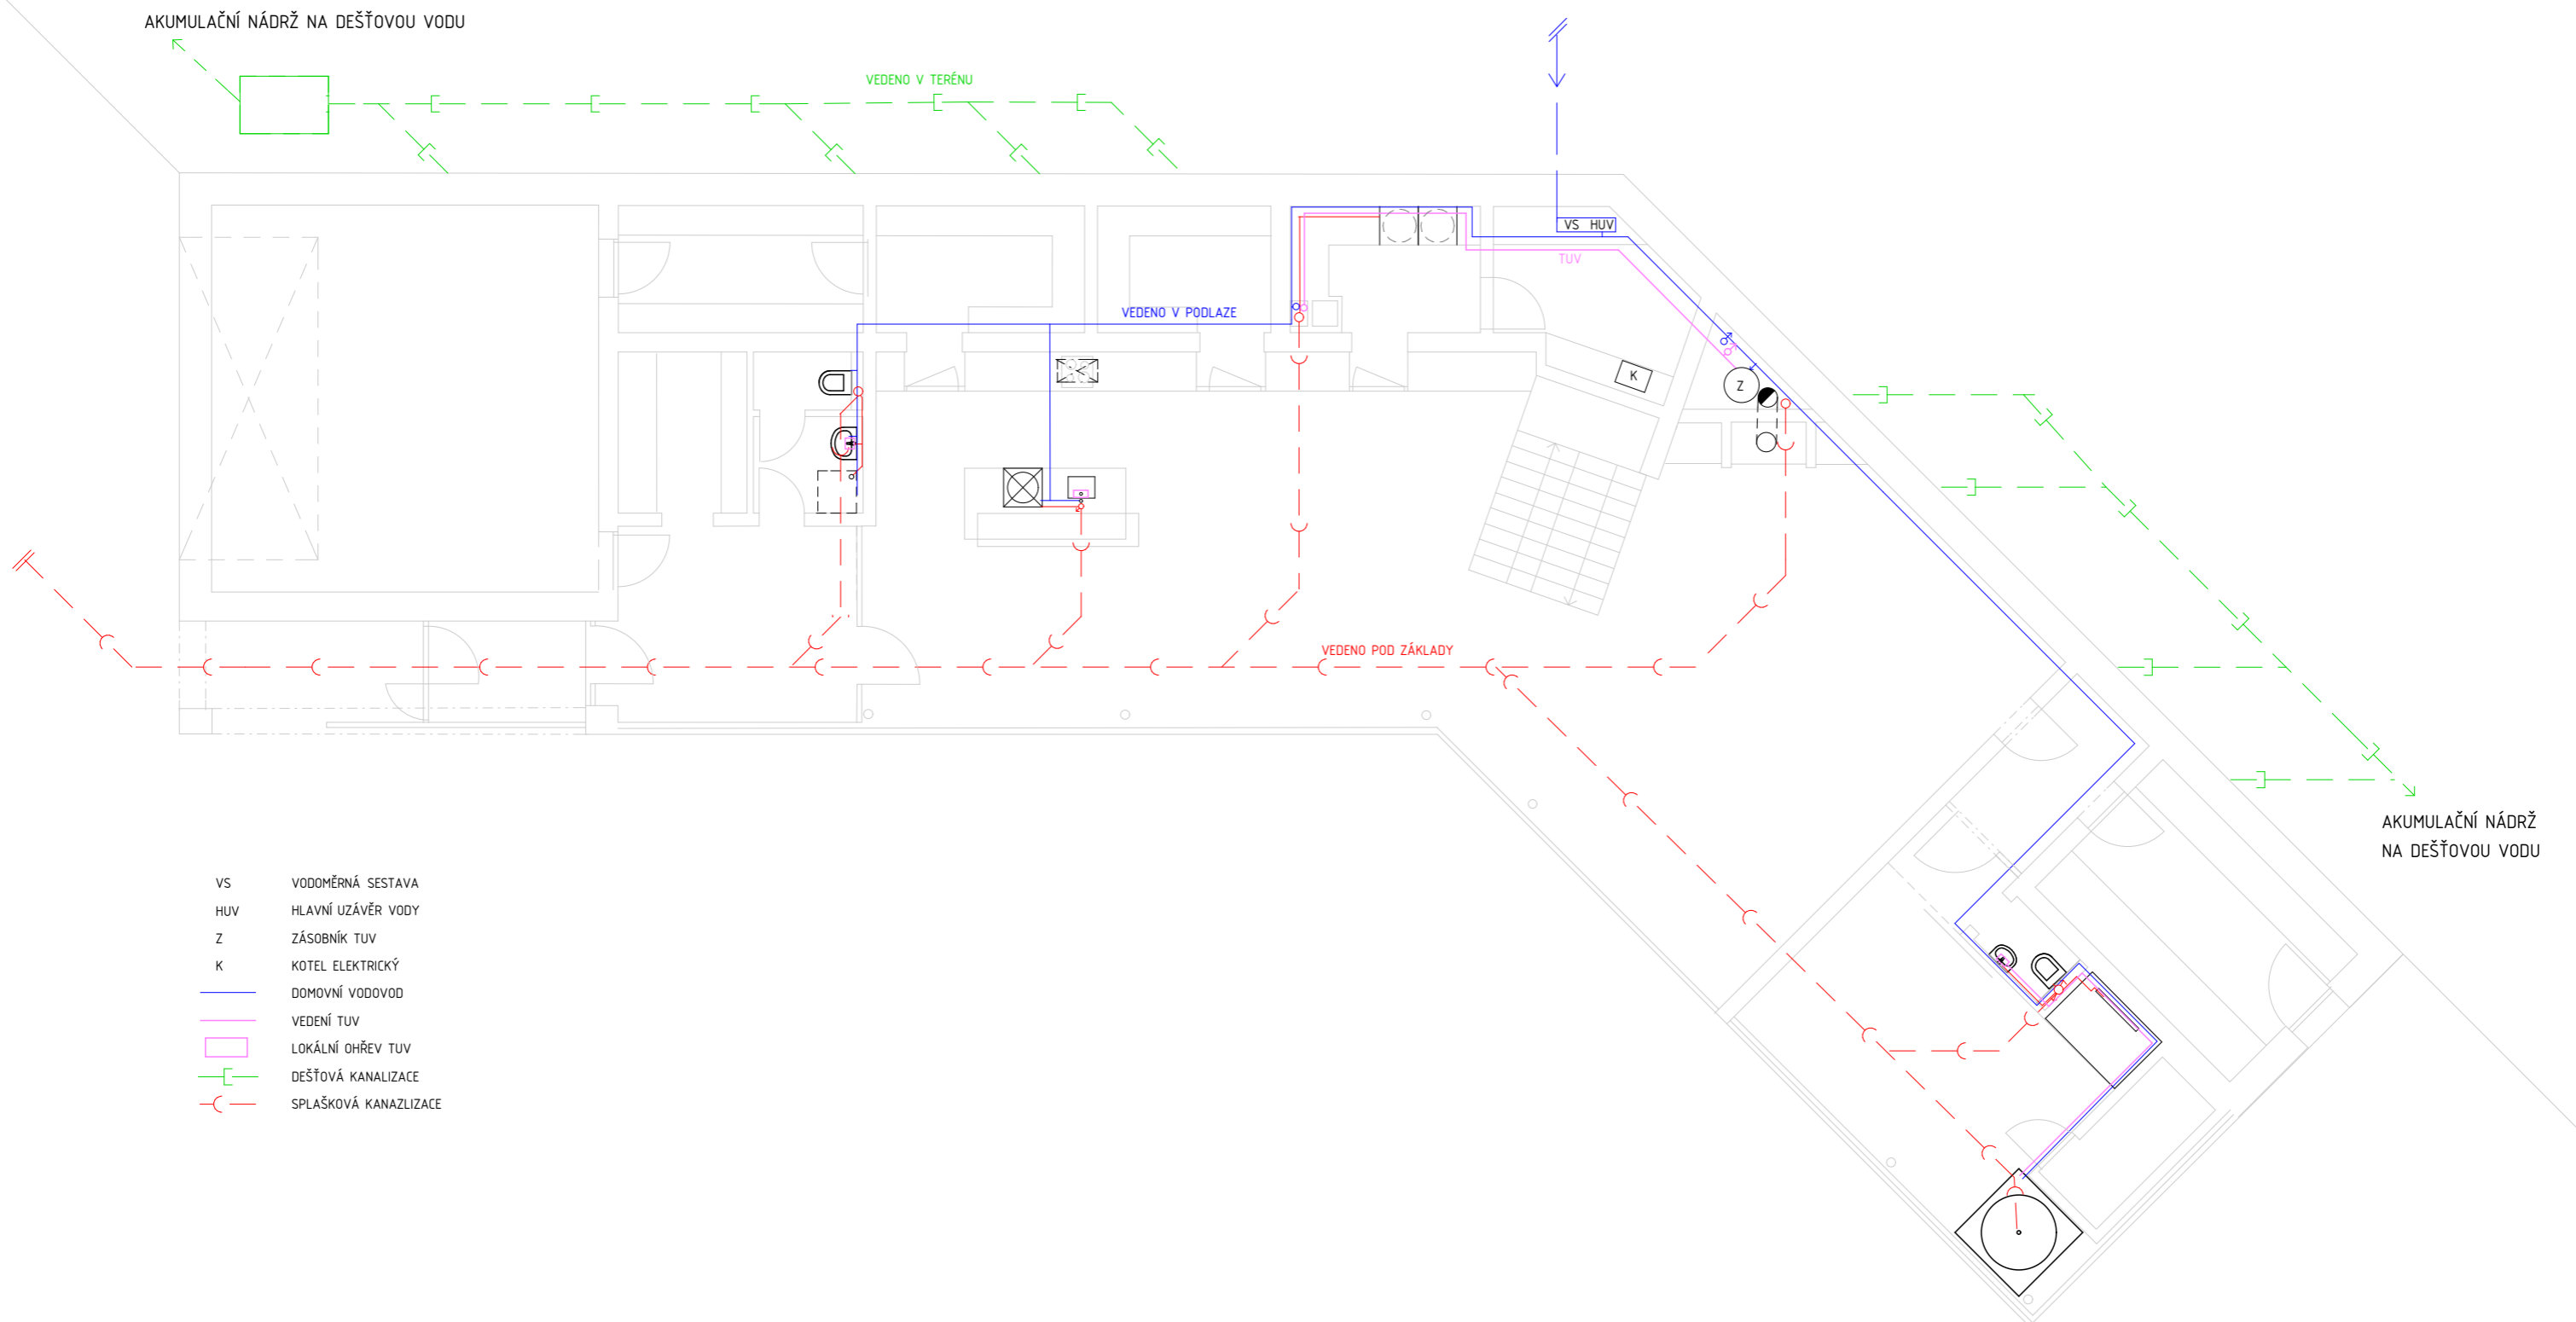 AKUMULAČNÍ NÁDRŽ NA DEŠŤOVOU VODU
VEDENO V TERÉNU
VS HUV
TUV
VEDENO V PODLAZE
K
Z
VEDENO POD ZÁKLADY
AKUMULAČNÍ NÁDRŽ
NA DEŠŤOVOU VODU
VS VODOMĚRNÁ SESTAVA
HUV HLAVNÍ UZÁVĚR VODY
Z ZÁSOBNÍK TUV
K KOTEL ELEKTRICKÝ
DOMOVNÍ VODOVOD
VEDENÍ TUV
LOKÁLNÍ OHŘEV TUV
DEŠŤOVÁ KANALIZACE
SPLAŠKOVÁ KANAZLIZACE